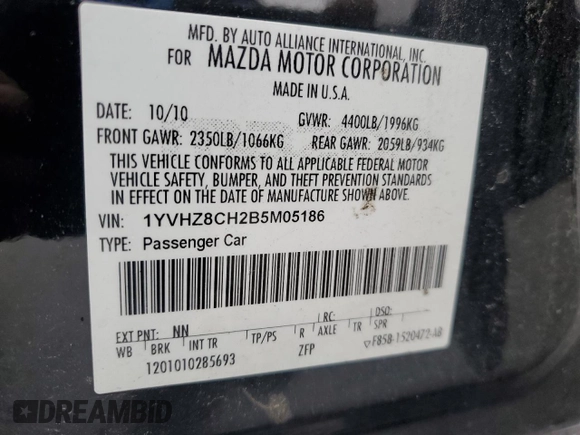 MFD. BY AUTO ALLIANCE INTERNATIONAL, INC.
FOR MAZDA MOTOR CORPORATION
MADE IN U.S.A.
DATE: 10/10 GVWR: 4400LB/1996KG
FRONT GAWR: 2350LB/1066KG REAR GAWR: 2059LB/934KG
THIS VEHICLE CONFORMS TO ALL APPLICABLE FEDERAL MOTOR
VEHICLE SAFETY, BUMPER, AND THEFT PREVENTION STANDARDS
IN EFFECT ON THE DATE OF MANUFACTURE SHOWN ABOVE.
VIN: 1YVHZ8CH2B5M05186
TYPE: Passenger Car
EXT PNT: NN RC: DSO:
WB BRK INT TR TP/PS R AXLE TR SPR
1201010285693 ZFP F85B-1520472-AB
DREAMBID